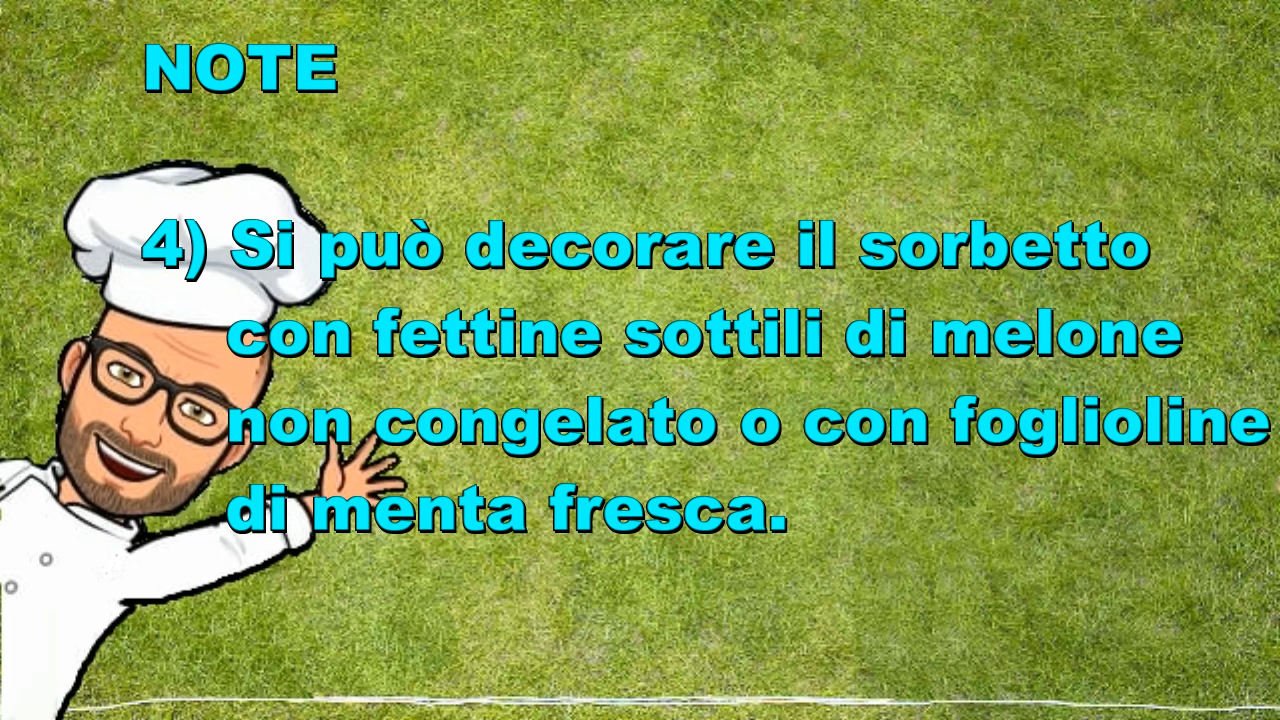 NOTE
4) Si può decorare il sorbetto
con fettine sottili di melone
non congelato o con foglioline
di menta fresca.